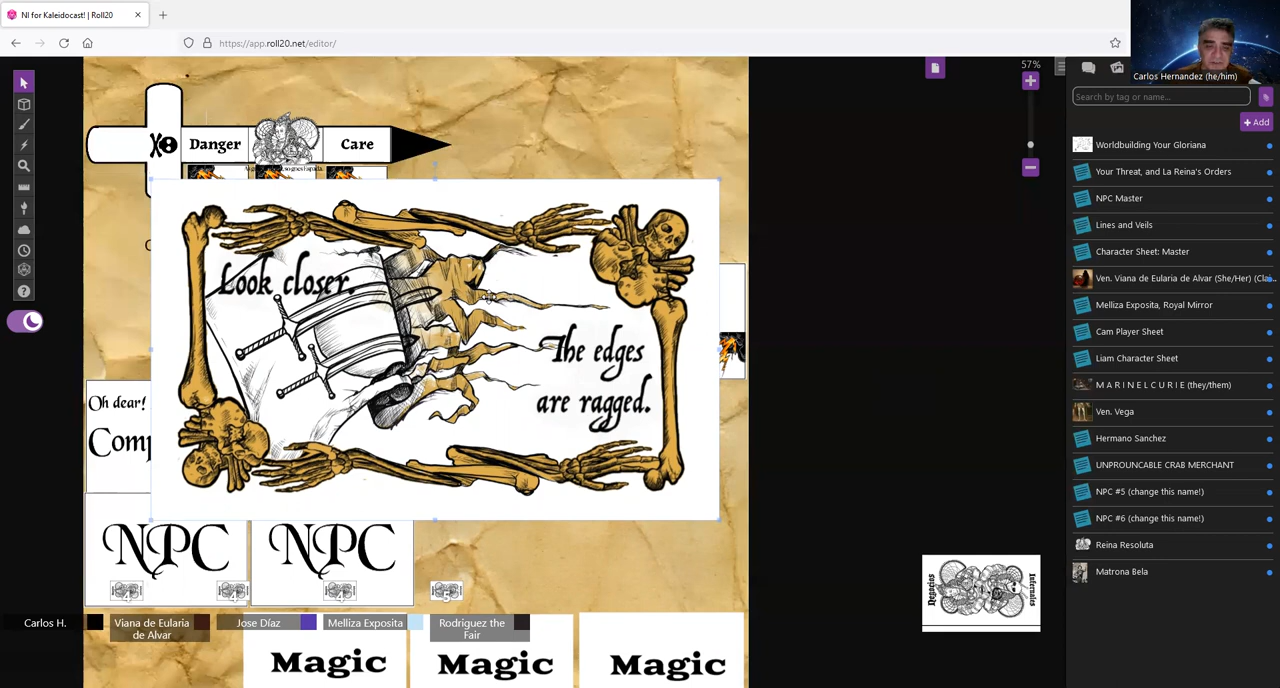 NI for Kaleidocast! | Roll20
https://app.roll20.net/editor/
Carlos Hernandez (he/him)
57%
Search by tag or name...
+ Add
Danger
Care
Look closer.
The edges
are ragged.
Oh dear!
Comp
NPC
NPC
Negocios
Infernales
Worldbuilding Your Gloriana
Your Threat, and La Reina's Orders
NPC Master
Lines and Veils
Character Sheet: Master
Ven. Viana de Eularia de Alvar (She/Her) (Clai...
Melliza Exposita, Royal Mirror
Cam Player Sheet
Liam Character Sheet
M A R I N E L C U R I E (they/them)
Ven. Vega
Hermano Sanchez
UNPROUNCABLE CRAB MERCHANT
NPC #5 (change this name!)
NPC #6 (change this name!)
Reina Resoluta
Matrona Bela
Carlos H.
Viana de Eularia
de Alvar
Jose Díaz
Melliza Exposita
Rodriguez the
Fair
Magic
Magic
Magic